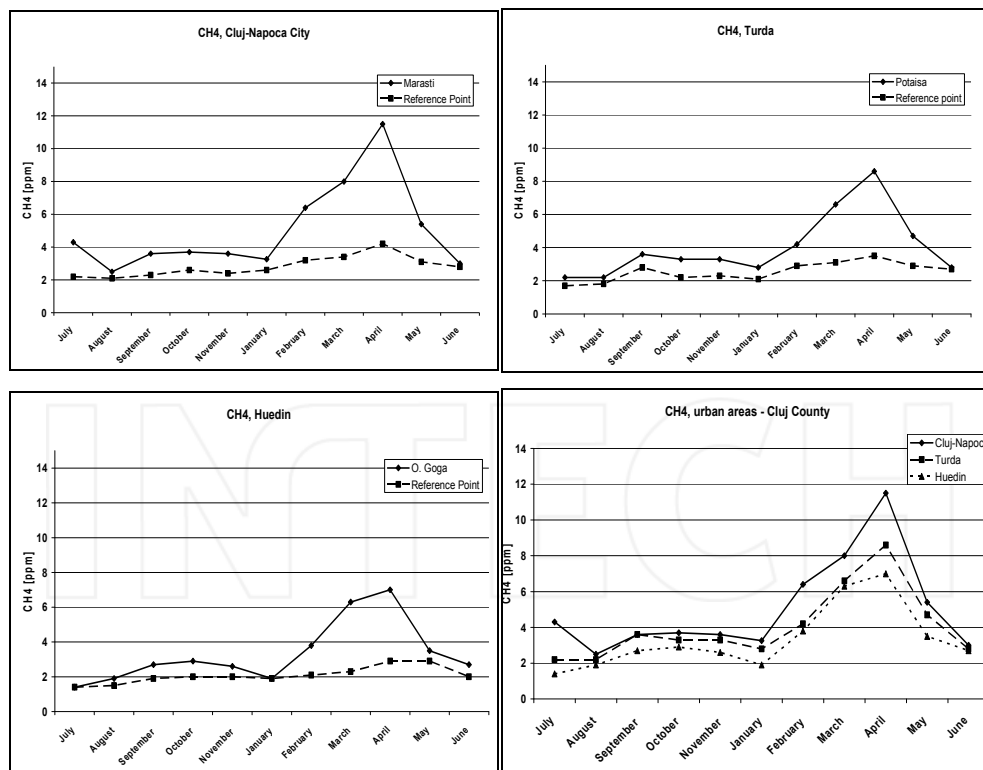 CH4, Cluj-Napoca City
14
12
10
8
6
4
2
0
CH4 [ppm]
Marasti
Reference Point
July
August
September
October
November
January
February
March
April
May
June
CH4, Turda
14
12
10
8
6
4
2
0
CH4 [ppm]
Potaisa
Reference point
July
August
September
October
November
January
February
March
April
May
June
CH4, Huedin
14
12
10
8
6
4
2
0
CH4 [ppm]
O. Goga
Reference Point
July
August
September
October
November
January
February
March
April
May
June
CH4, urban areas - Cluj County
14
12
10
8
6
4
2
0
CH4 [ppm]
Cluj-Napoc
Turda
Huedin
July
August
September
October
November
January
February
March
April
May
June
INTECH